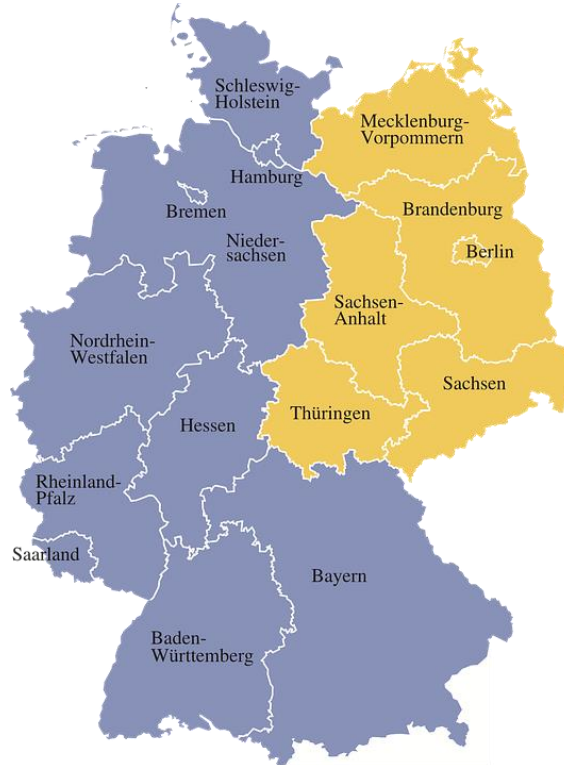 Schleswig-
Holstein
Mecklenburg-
Vorpommern
Hamburg
Bremen
Brandenburg
Nieder-
sachsen
Berlin
Sachsen-
Anhalt
Nordrhein-
Westfalen
Sachsen
Thüringen
Hessen
Rheinland-
Pfalz
Saarland
Bayern
Baden-
Württemberg